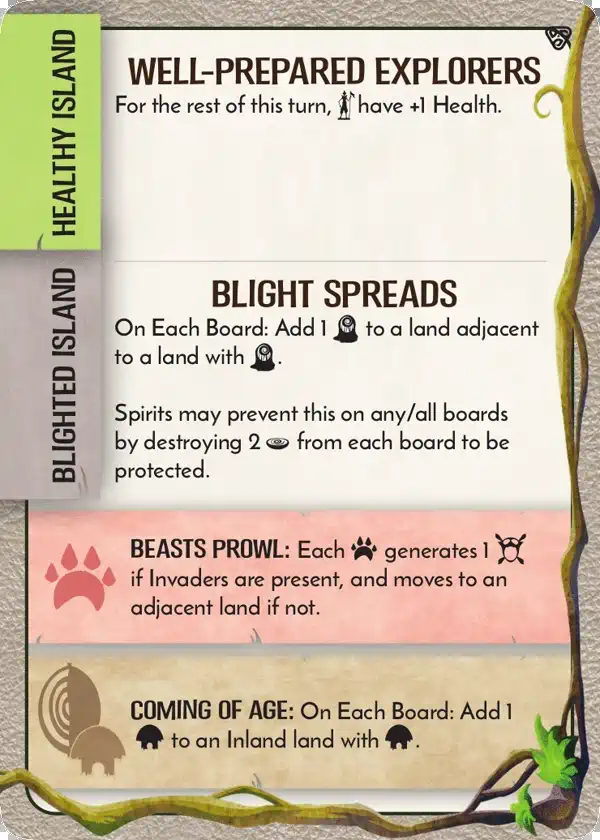 HEALTHY ISLAND
WELL-PREPARED EXPLORERS
For the rest of this turn, have +1 Health.
BLIGHTED ISLAND
BLIGHT SPREADS
On Each Board: Add 1 to a land adjacent
to a land with .
Spirits may prevent this on any/all boards
by destroying 2 from each board to be
protected.
BEASTS PROWL: Each generates 1
if Invaders are present, and moves to an
adjacent land if not.
COMING OF AGE: On Each Board: Add 1
to an Inland land with .